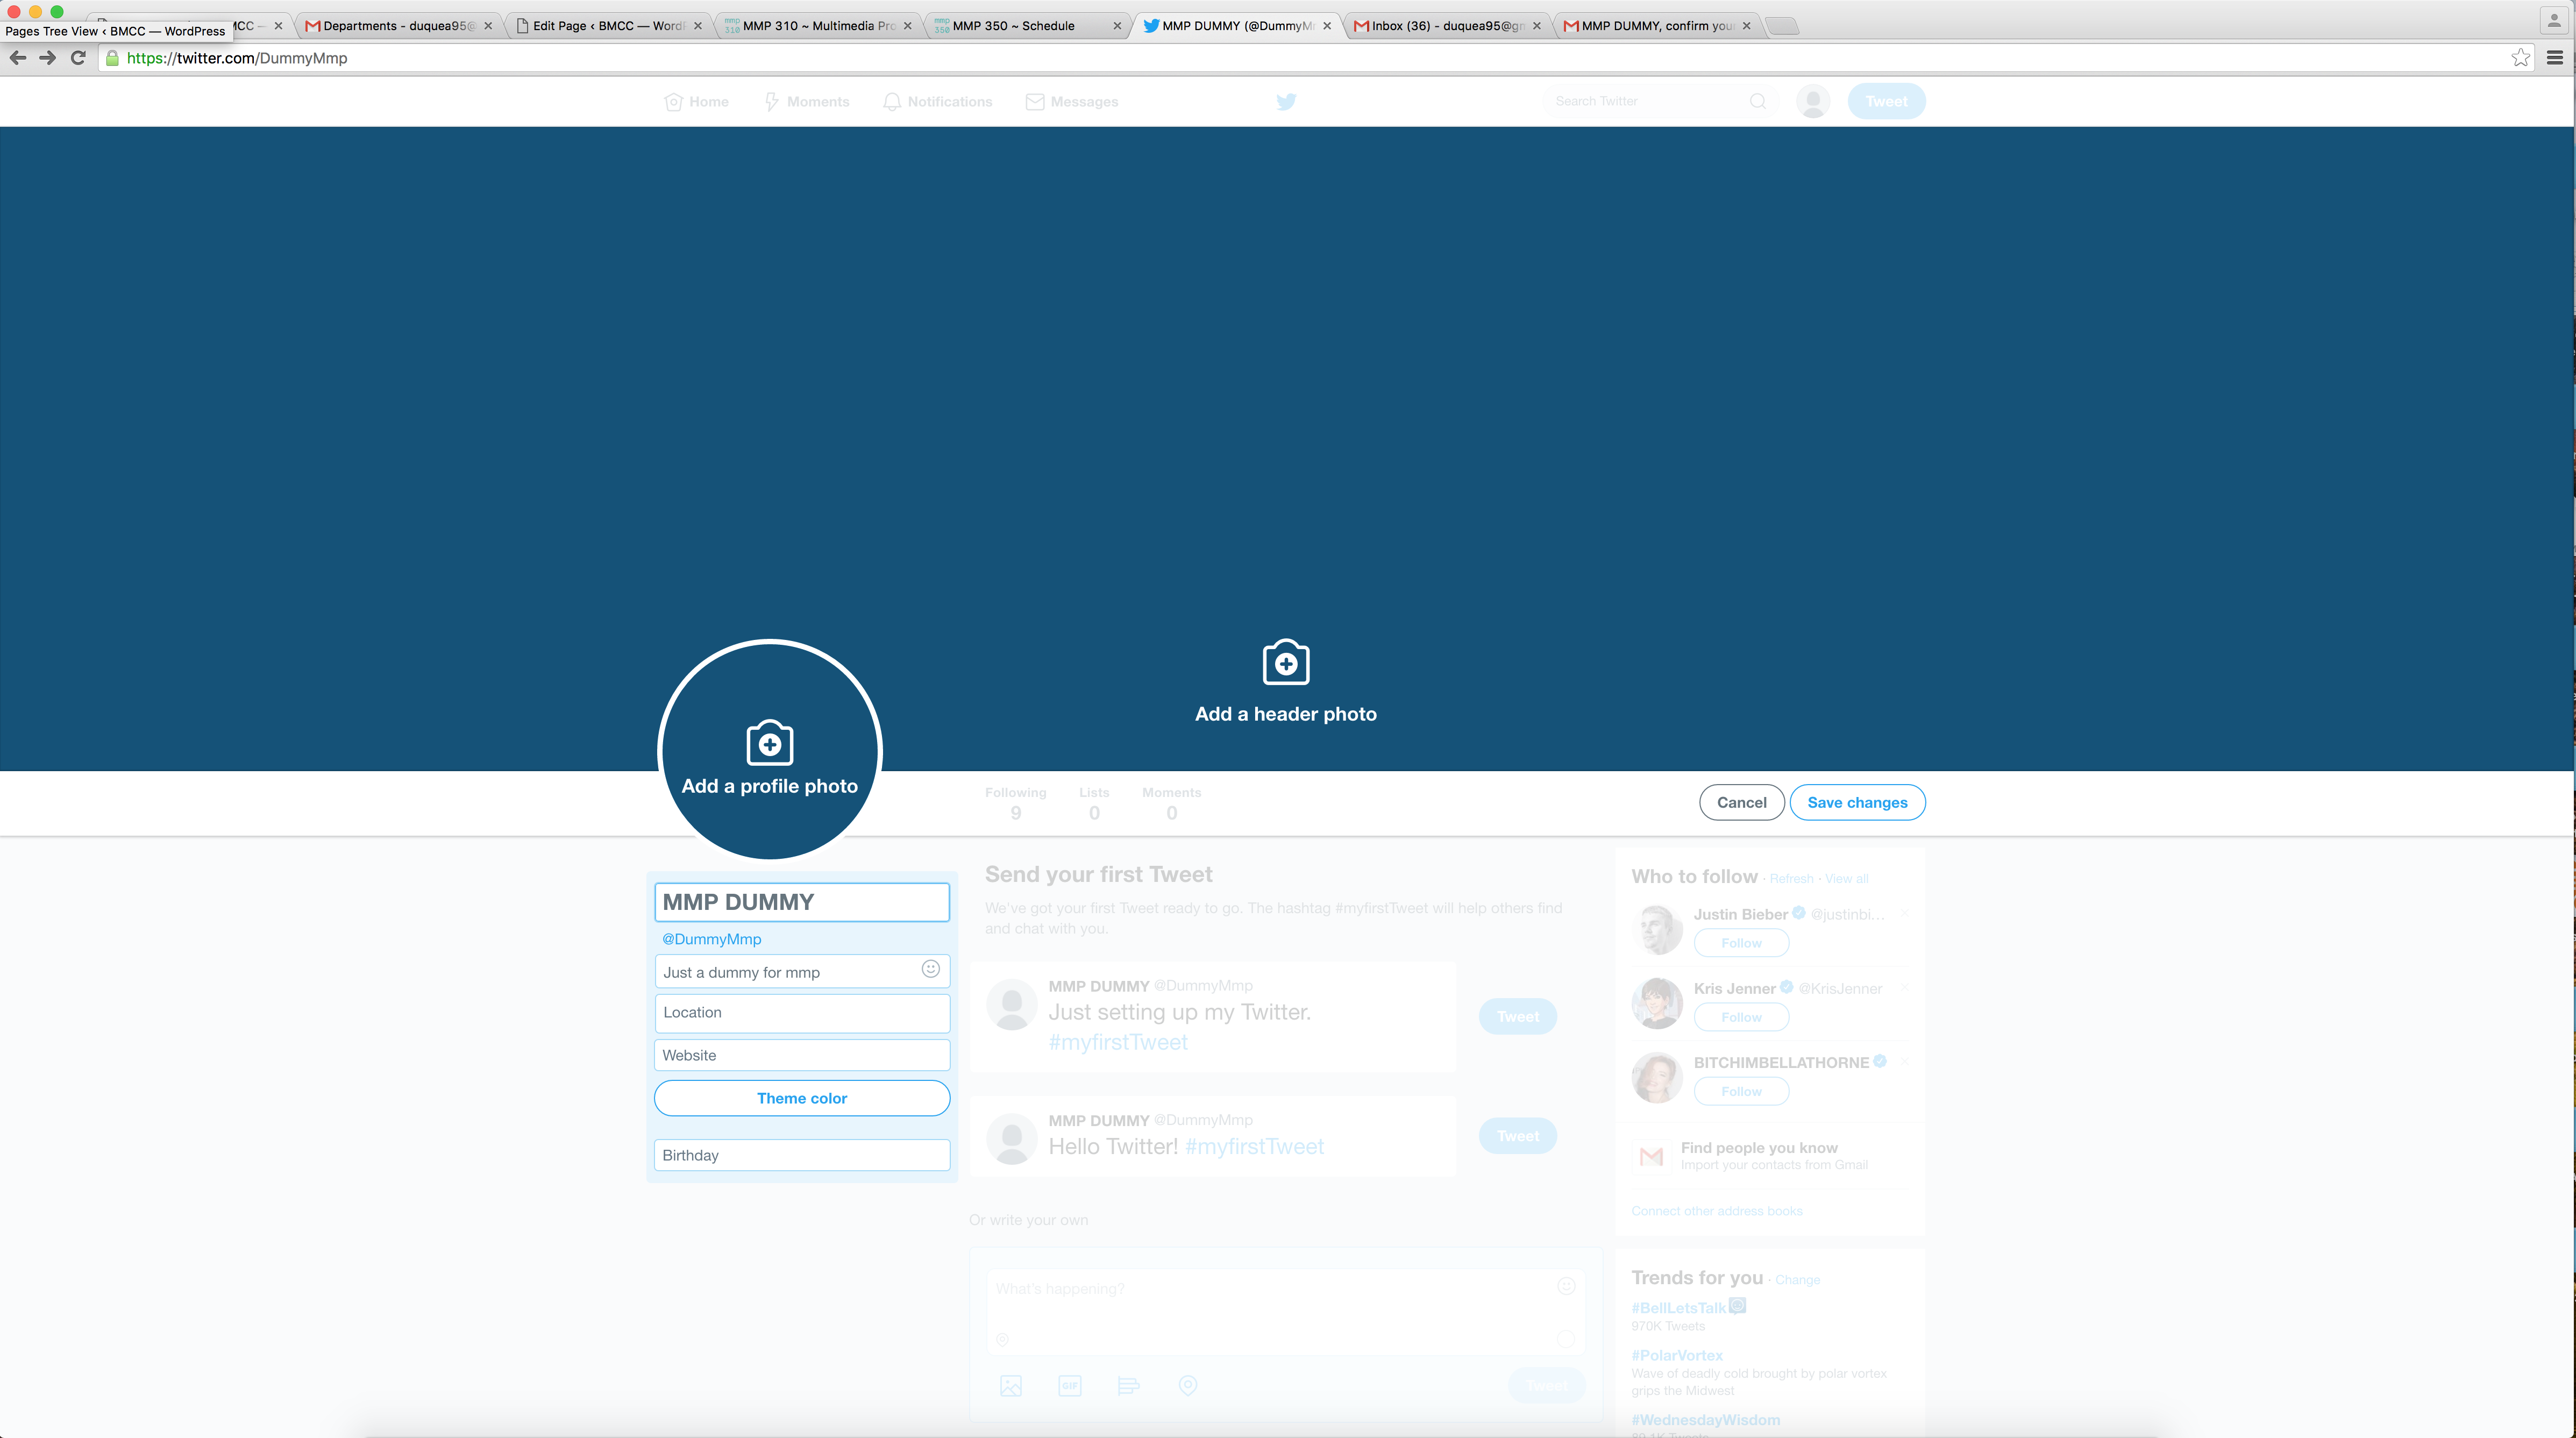 MCC —
Departments - duquea95@
Edit Page ‹ BMCC — Word
mmp 310
MMP 310 ~ Multimedia Pro
mmp 350
MMP 350 ~ Schedule
MMP DUMMY (@DummyM
Inbox (36) - duquea95@gm
MMP DUMMY, confirm your
Pages Tree View ‹ BMCC — WordPress
https://twitter.com/DummyMmp
Home
Moments
Notifications
Messages
Search Twitter
Tweet
Add a header photo
Add a profile photo
Following
9
Lists
0
Moments
0
Cancel
Save changes
MMP DUMMY
@DummyMmp
Just a dummy for mmp
Location
Website
Theme color
Birthday
Send your first Tweet
We've got your first Tweet ready to go. The hashtag #myfirstTweet will help others find
and chat with you.
MMP DUMMY @DummyMmp
Just setting up my Twitter.
#myfirstTweet
Tweet
MMP DUMMY @DummyMmp
Hello Twitter! #myfirstTweet
Tweet
Or write your own
What's happening?
GIF
Tweet
Who to follow · Refresh · View all
Justin Bieber @justinbi...
Follow
Kris Jenner @KrisJenner
Follow
BITCHIMBELLATHORNE
Follow
Find people you know
Import your contacts from Gmail
Connect other address books
Trends for you · Change
#BellLetsTalk
970K Tweets
#PolarVortex
Wave of deadly cold brought by polar vortex
grips the Midwest
#WednesdayWisdom